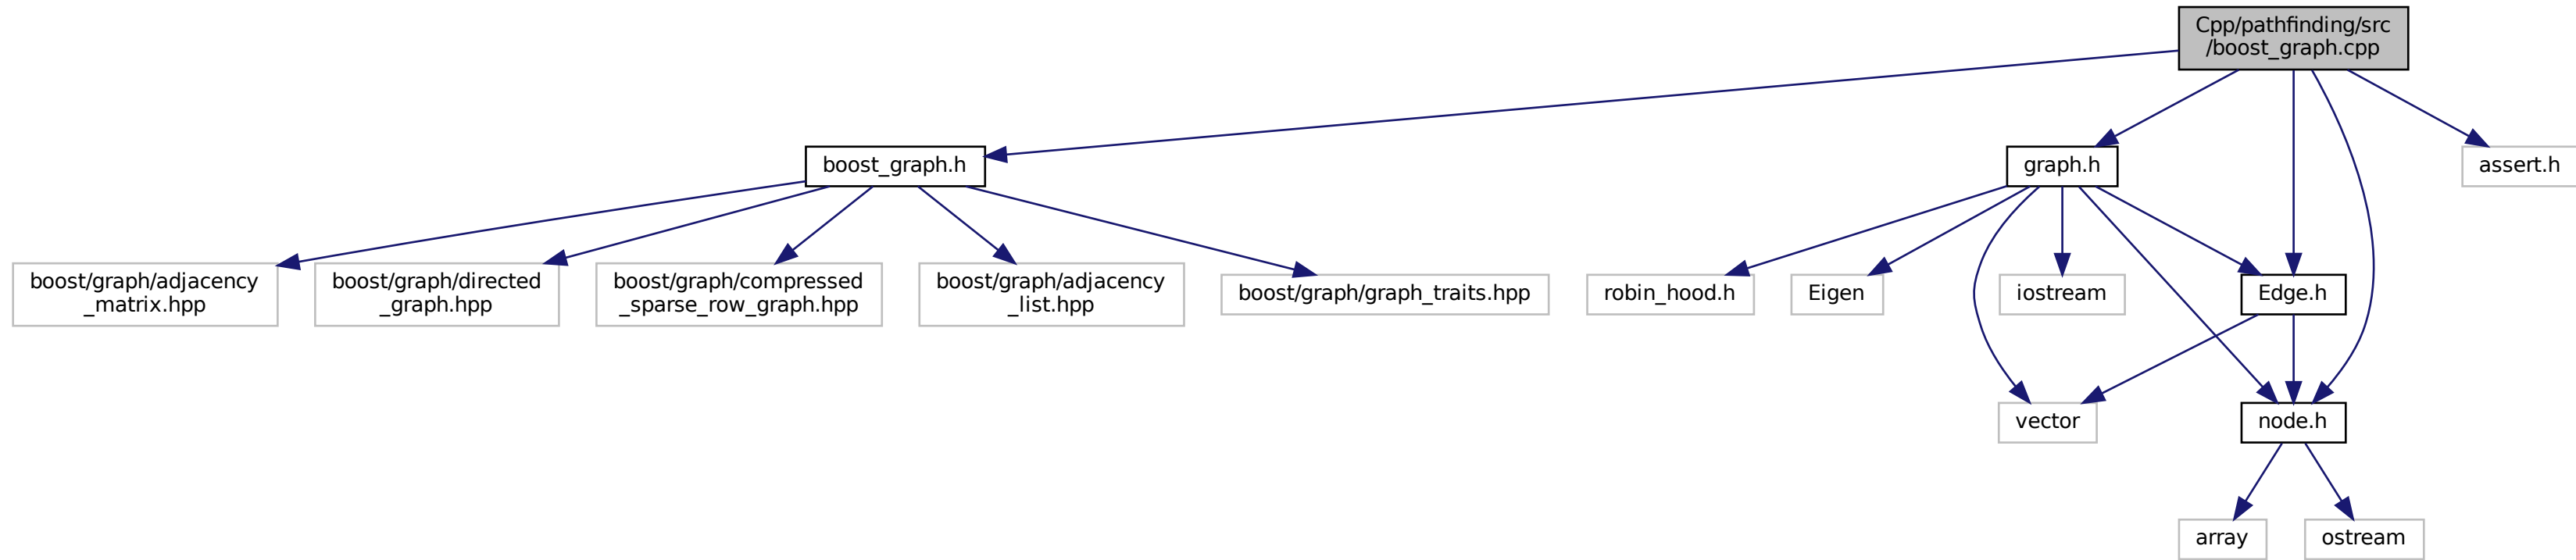 Cpp/pathfinding/src
/boost_graph.cpp
boost_graph.h
graph.h
assert.h
boost/graph/adjacency
_matrix.hpp
boost/graph/directed
_graph.hpp
boost/graph/compressed
_sparse_row_graph.hpp
boost/graph/adjacency
_list.hpp
boost/graph/graph_traits.hpp
robin_hood.h
Eigen
iostream
Edge.h
vector
node.h
array
ostream